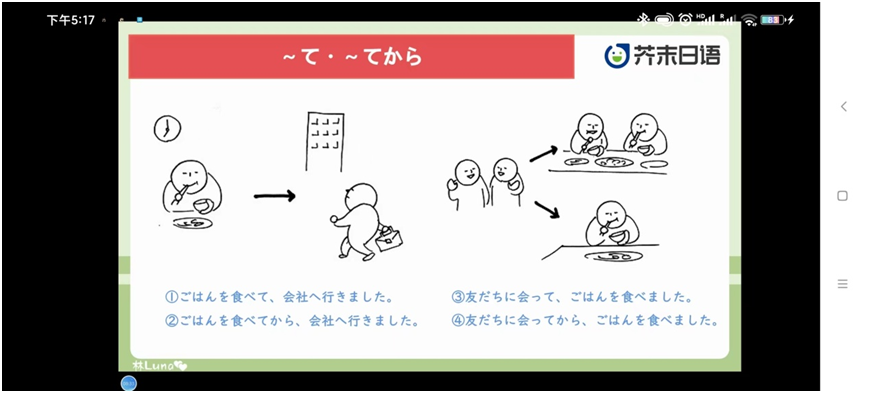 下午5:17
~て・~てから
芥末日语
①ごはんを食べて、会社へ行きました。
②ごはんを食べてから、会社へ行きました。
③友だちに会って、ごはんを食べました。
④友だちに会ってから、ごはんを食べました。
林Luna